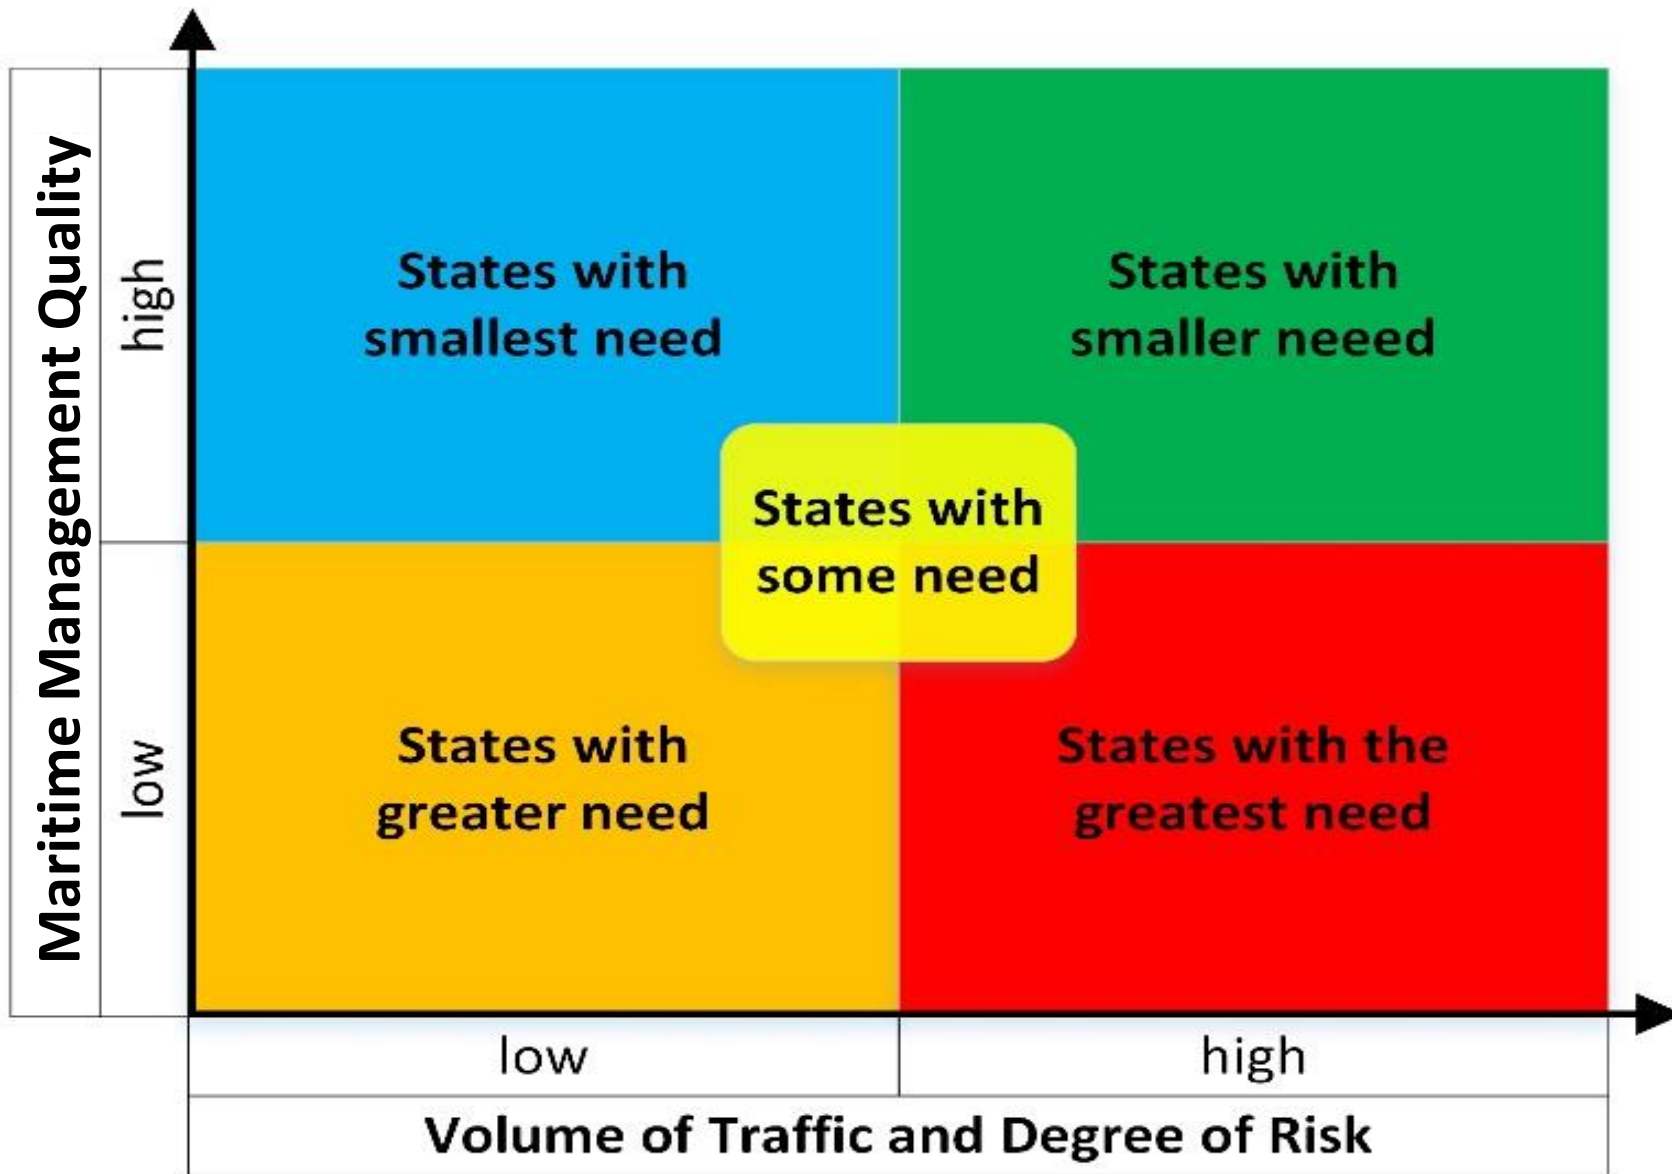 Maritime Management Quality
high
low
States with
smallest need
States with
smaller neeed
States with
some need
States with
greater need
States with the
greatest need
low
high
Volume of Traffic and Degree of Risk